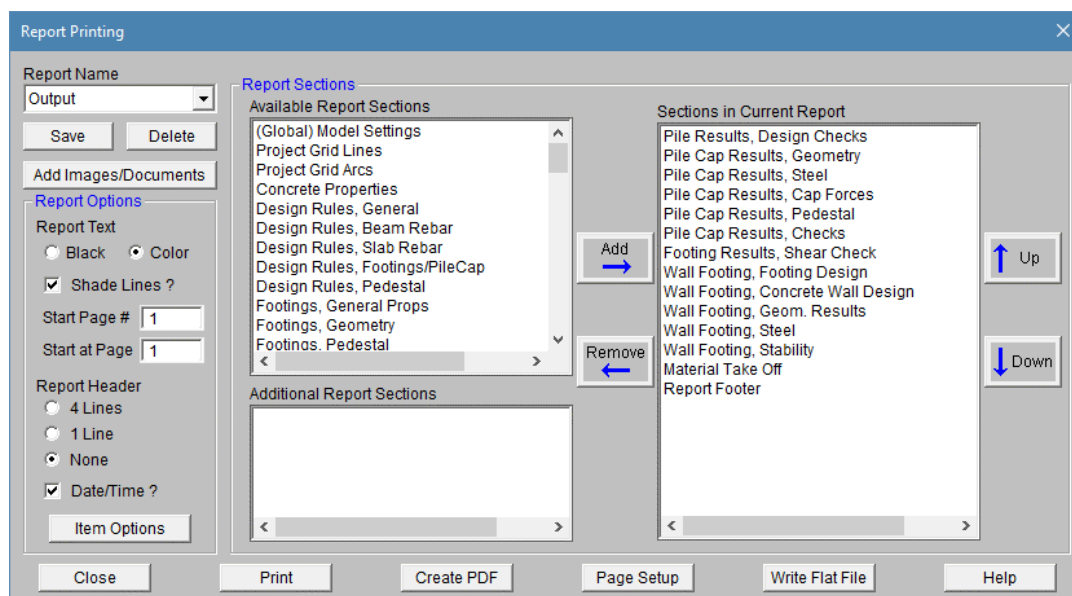 Report Printing
Report Name
Output
Save
Delete
Add Images/Documents
Report Options
Report Text
Black
Color
Shade Lines ?
Start Page # 1
Start at Page 1
Report Header
4 Lines
1 Line
None
Date/Time ?
Item Options
Report Sections
Available Report Sections
(Global) Model Settings
Project Grid Lines
Project Grid Arcs
Concrete Properties
Design Rules, General
Design Rules, Beam Rebar
Design Rules, Slab Rebar
Design Rules, Footings/PileCap
Design Rules, Pedestal
Footings, General Props
Footings, Geometry
Footings, Pedestal
Additional Report Sections
Add
Remove
Sections in Current Report
Pile Results, Design Checks
Pile Cap Results, Geometry
Pile Cap Results, Steel
Pile Cap Results, Cap Forces
Pile Cap Results, Pedestal
Pile Cap Results, Checks
Footing Results, Shear Check
Wall Footing, Footing Design
Wall Footing, Concrete Wall Design
Wall Footing, Geom. Results
Wall Footing, Steel
Wall Footing, Stability
Material Take Off
Report Footer
Up
Down
Close
Print
Create PDF
Page Setup
Write Flat File
Help